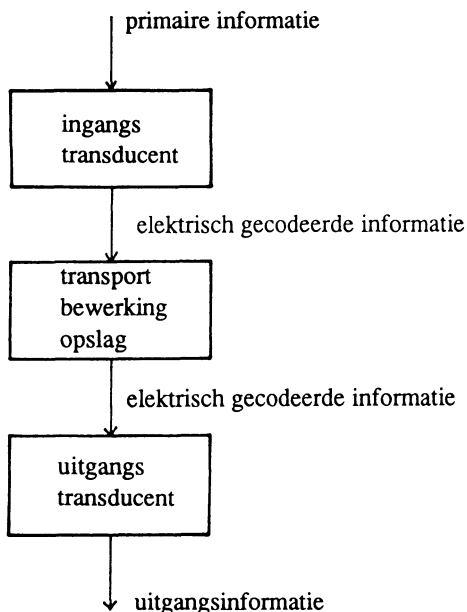 primaire informatie
ingangs
transducent
elektrisch gecodeerde informatie
transport
bewerking
opslag
elektrisch gecodeerde informatie
uitgangs
transducent
uitgangsinformatie